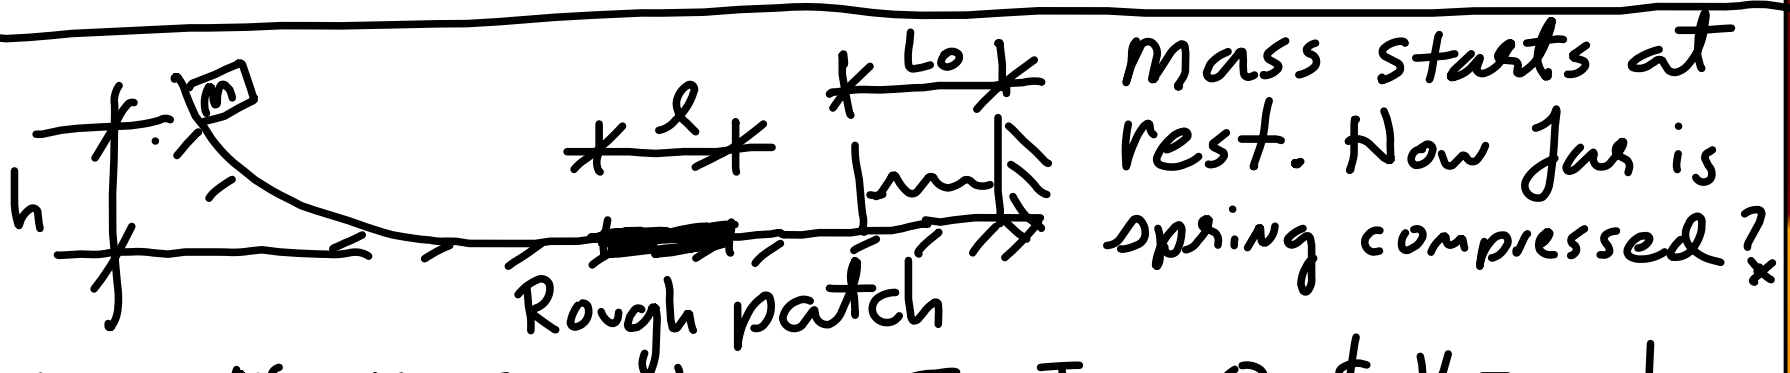 h
m
l
Lo
Rough patch
Mass starts at
rest. How far is
spring compressed?
x